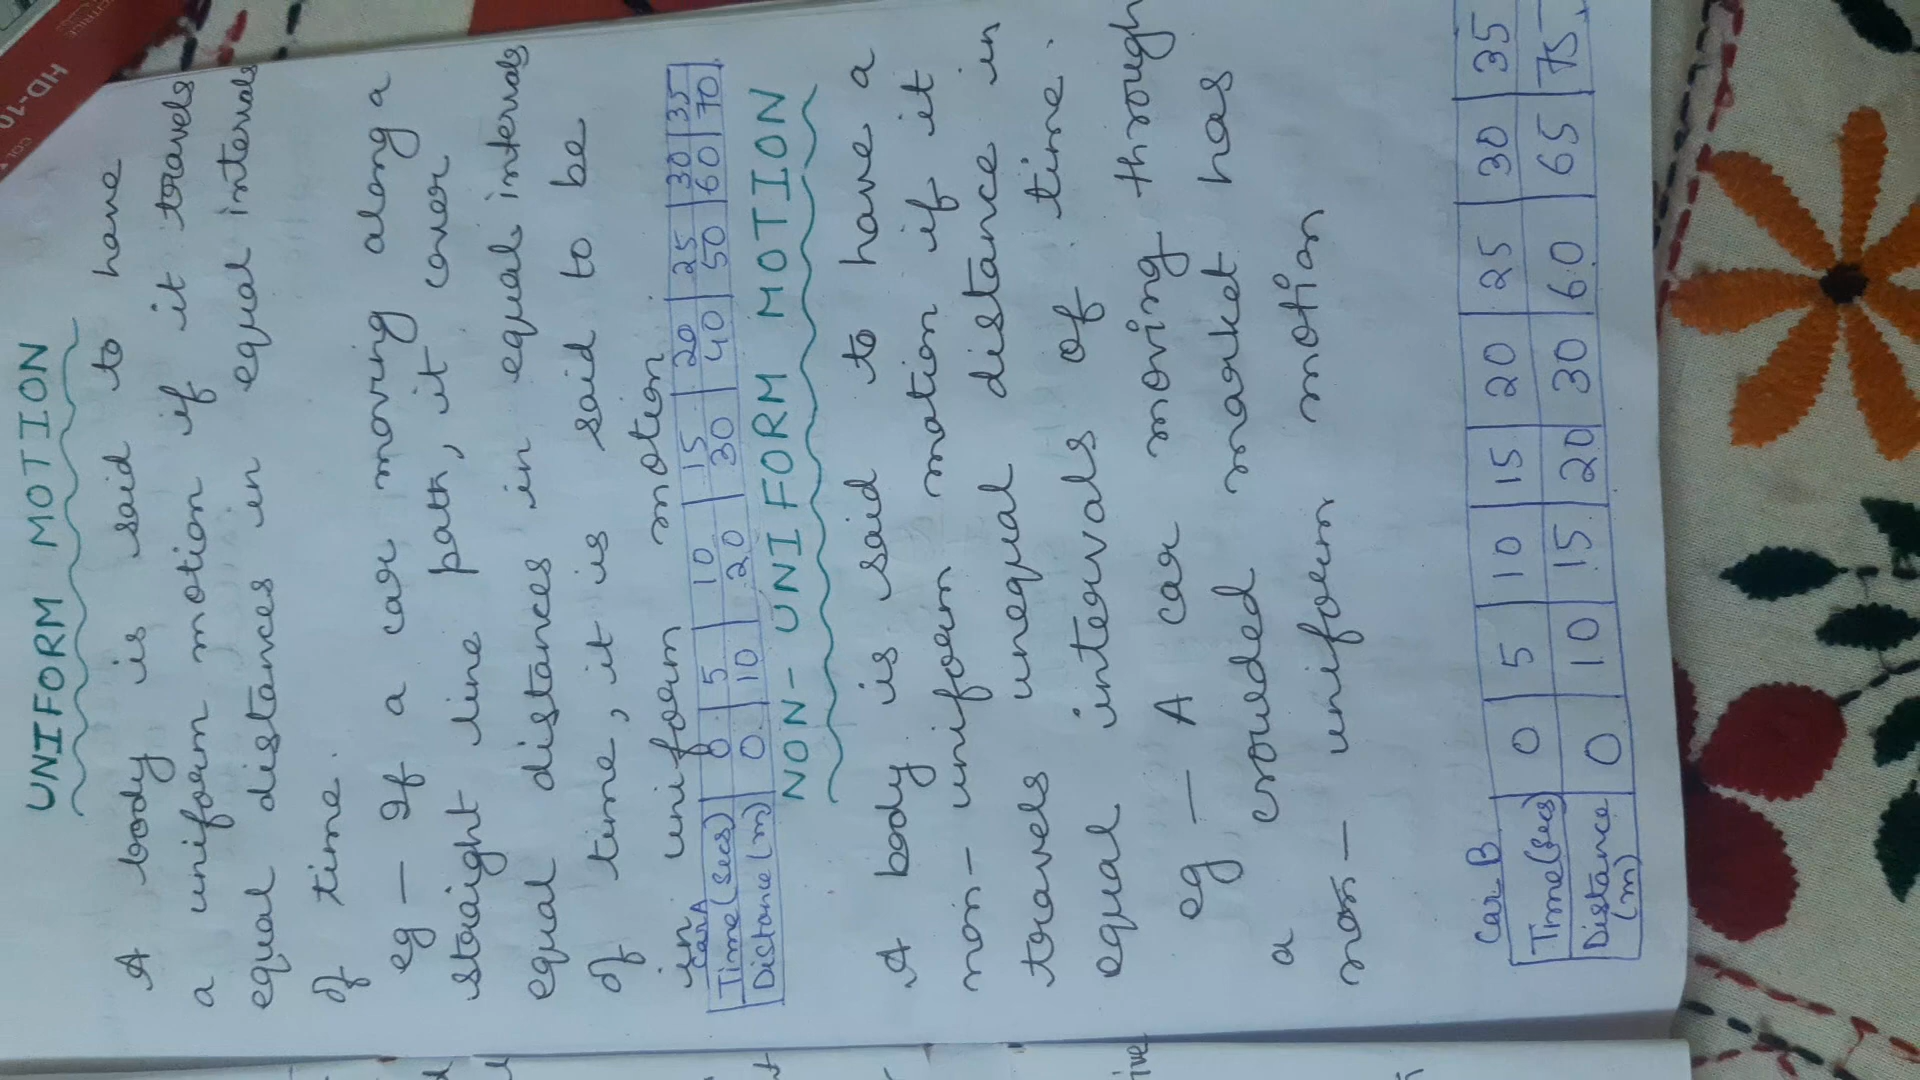 UNIFORM MOTION
A body is said to have
a uniform motion if it travels
equal distances in equal intervals
of time.
eg - If a car moving along a
straight line path, it cover
equal distances in equal intervals
of time, it is said to be
in uniform motion.
Car A
Time (secs) 0 5 10 15 20 25 30 35
Distance (m) 0 10 20 30 40 50 60 70
NON - UNIFORM MOTION
A body is said to have a
non - uniform motion if it
travels unequal distance in
equal intervals of time.
eg - A car moving through
a crowded market has
non - uniform motion
Car B
Time (secs) 0 5 10 15 20 25 30 35
Distance (m) 0 10 15 20 30 60 65 75
HD-10